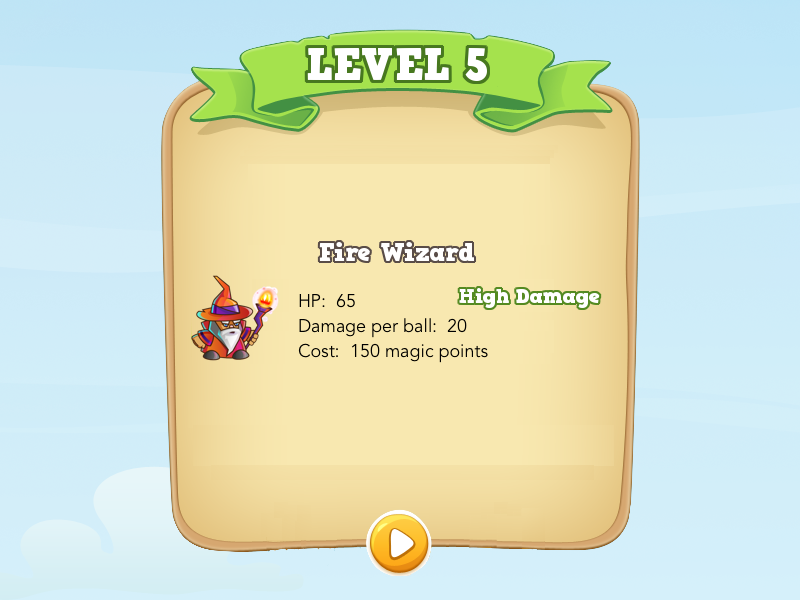 LEVEL 5
Fire Wizard
HP: 65
High Damage
Damage per ball: 20
Cost: 150 magic points